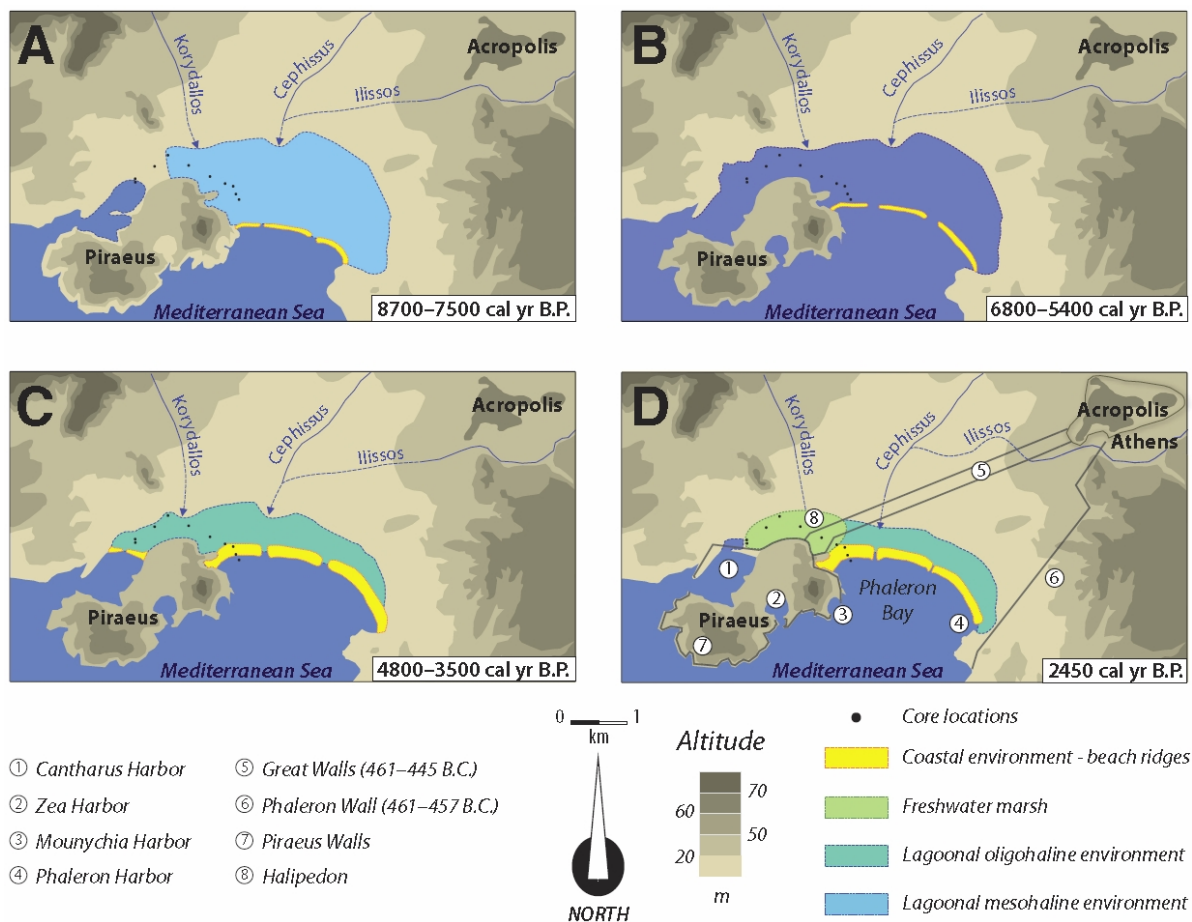 A
Korydallos
Cephissus
Ilissos
Acropolis
Piraeus
Mediterranean Sea
8700–7500 cal yr B.P.
B
Korydallos
Cephissus
Ilissos
Acropolis
Piraeus
Mediterranean Sea
6800–5400 cal yr B.P.
C
Korydallos
Cephissus
Ilissos
Acropolis
Piraeus
Mediterranean Sea
4800–3500 cal yr B.P.
D
Korydallos
Cephissus
Ilissos
Acropolis
Athens
5
8
6
1
2
3
Phaleron
Bay
4
Piraeus
7
Mediterranean Sea
2450 cal yr B.P.
1 Cantharus Harbor
2 Zea Harbor
3 Mounychia Harbor
4 Phaleron Harbor
5 Great Walls (461–445 B.C.)
6 Phaleron Wall (461–457 B.C.)
7 Piraeus Walls
8 Halipedon
0 1
km
NORTH
Altitude
70
60
50
20
m
Core locations
Coastal environment - beach ridges
Freshwater marsh
Lagoonal oligohaline environment
Lagoonal mesohaline environment